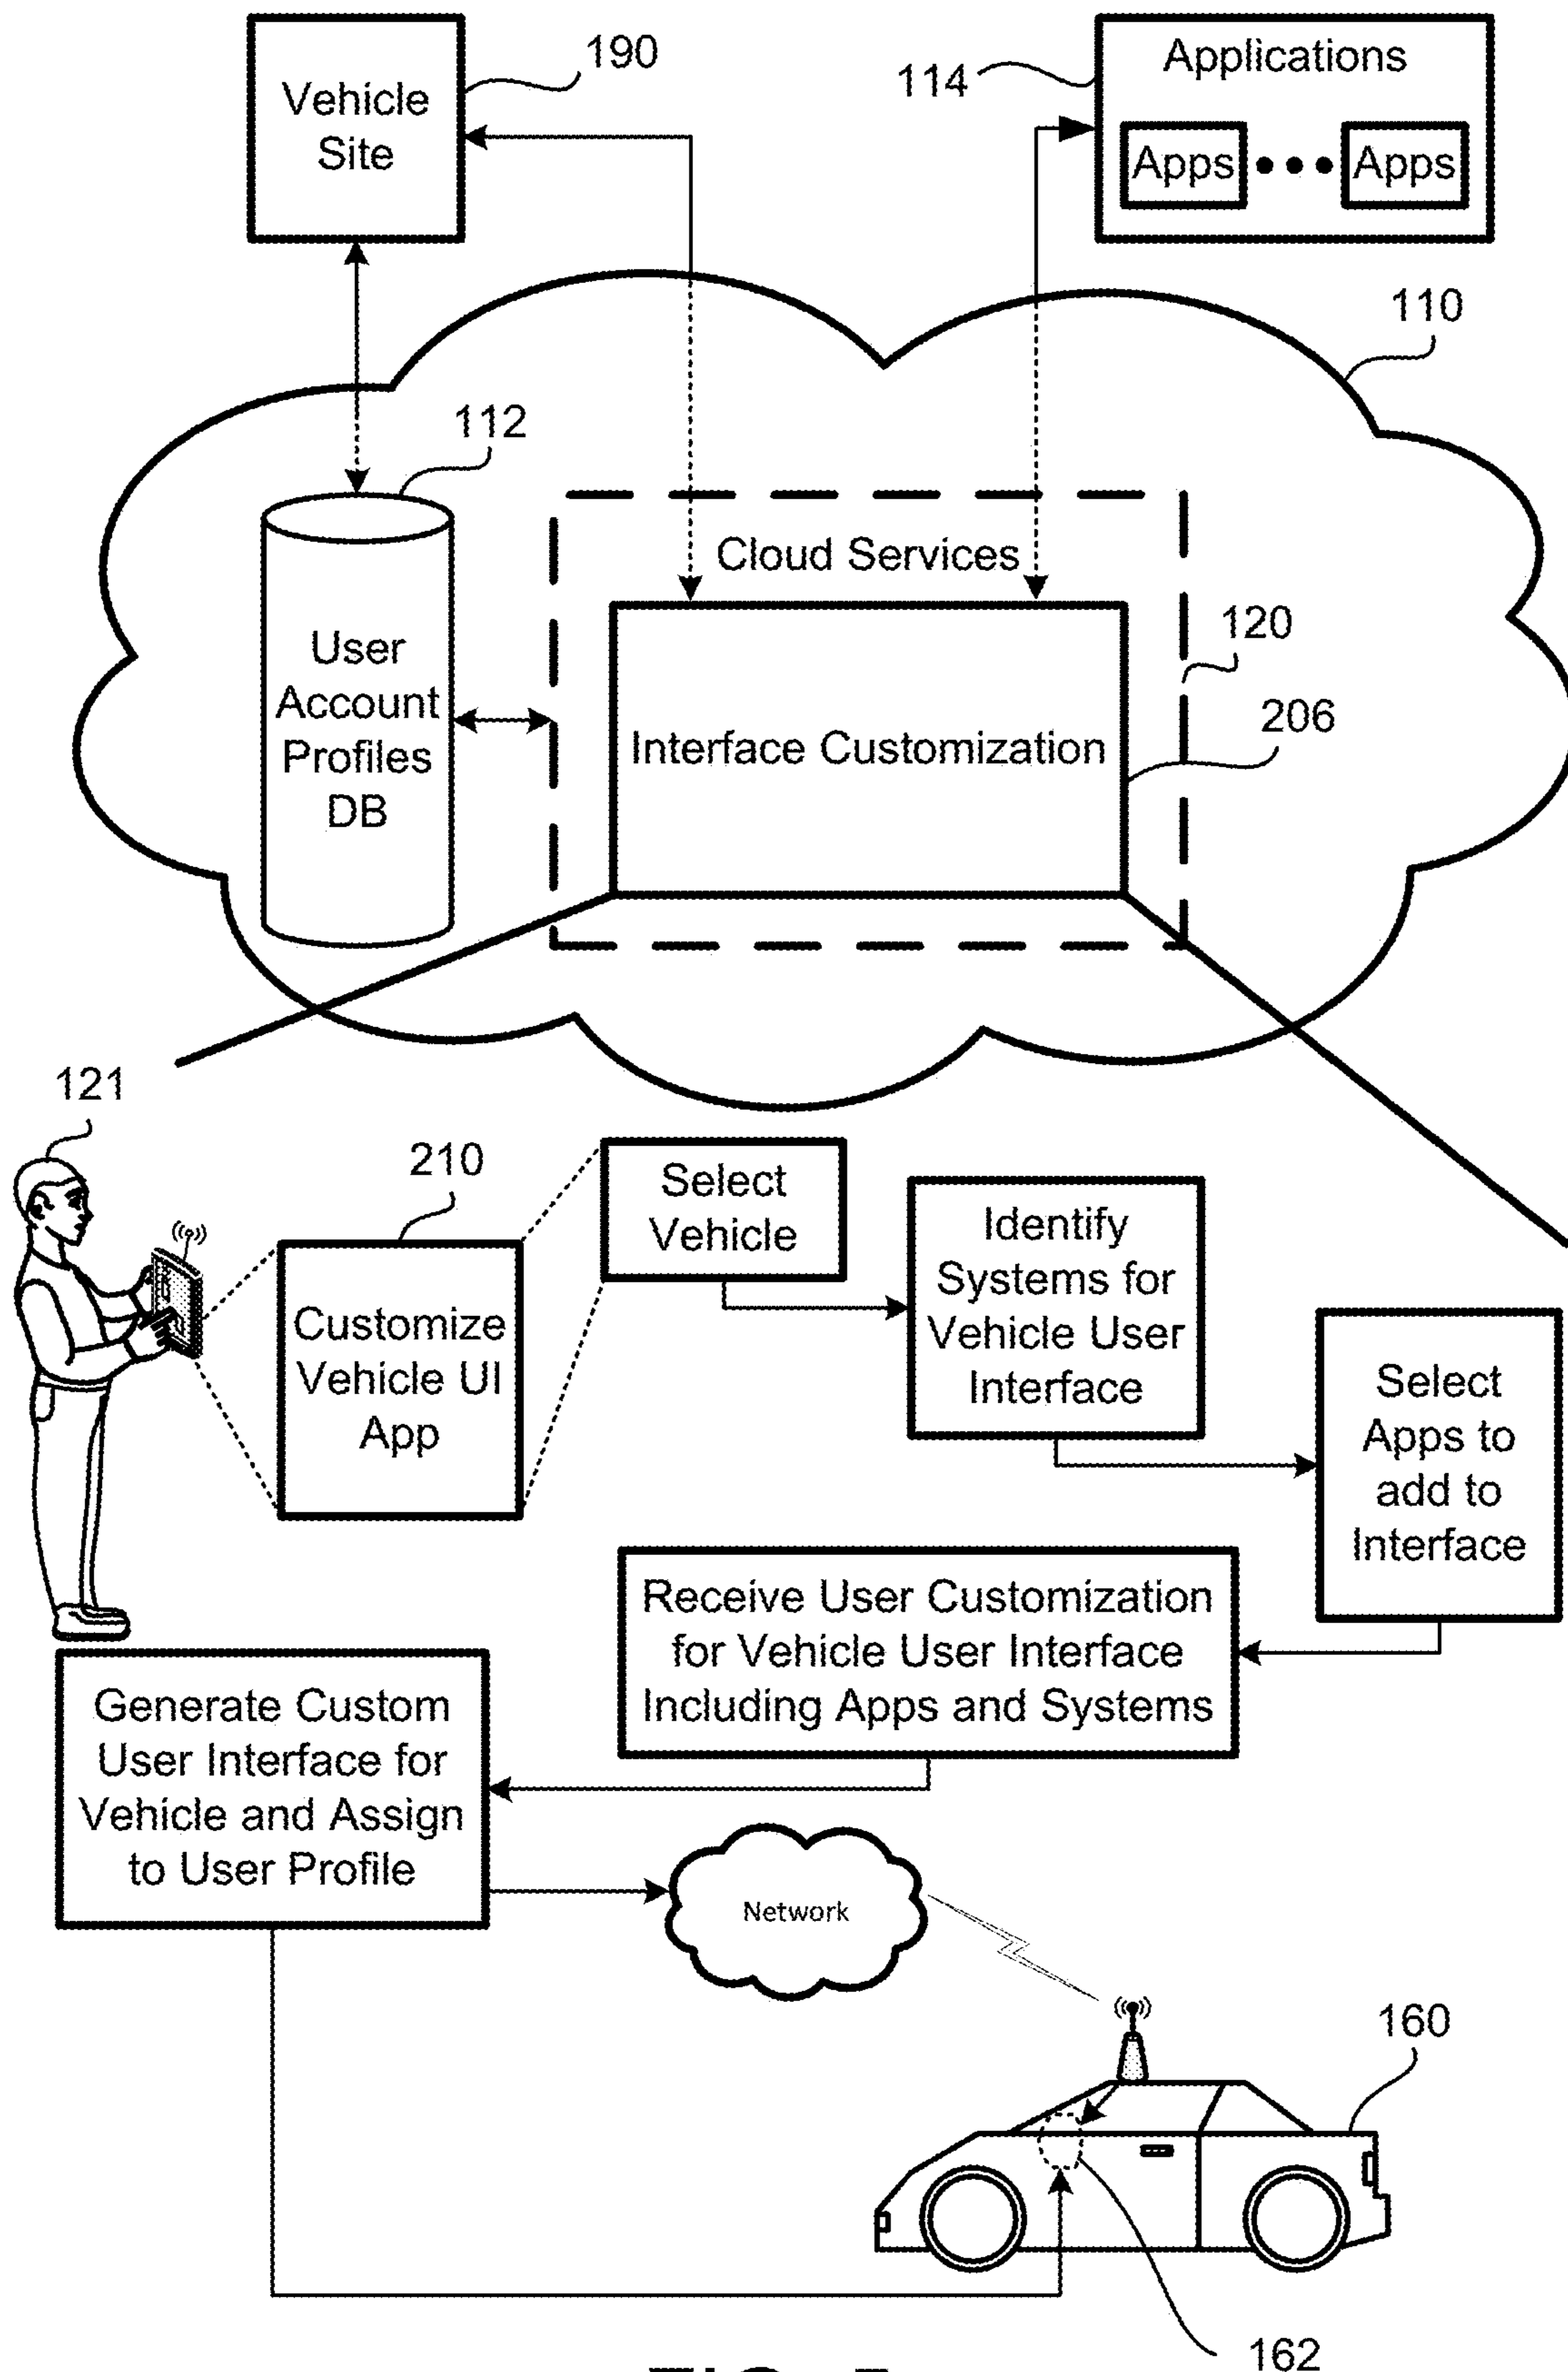 Vehicle
Site
190
114
Applications
Apps
Apps
110
112
Cloud Services
User
Account
Profiles
DB
120
206
Interface Customization
121
210
Customize
Vehicle UI
App
Select
Vehicle
Identify
Systems for
Vehicle User
Interface
Select
Apps to
add to
Interface
Receive User Customization
for Vehicle User Interface
Including Apps and Systems
Generate Custom
User Interface for
Vehicle and Assign
to User Profile
Network
160
162